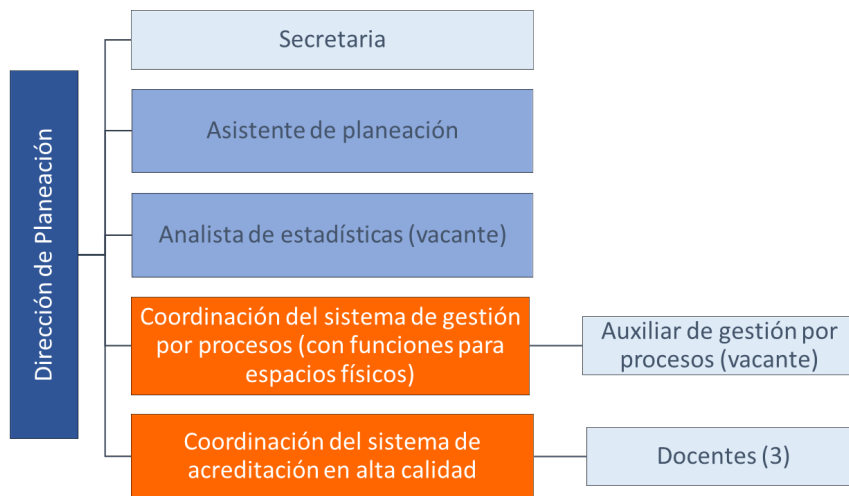 Dirección de Planeación
Secretaria
Asistente de planeación
Analista de estadísticas (vacante)
Coordinación del sistema de gestión
por procesos (con funciones para
espacios físicos)
Auxiliar de gestión por
procesos (vacante)
Coordinación del sistema de
acreditación en alta calidad
Docentes (3)